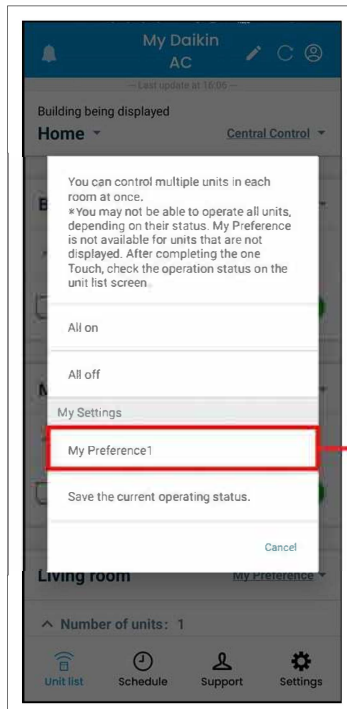 My Daikin
AC
— Last update at 16:06 —
Building being displayed
Home
Central Control
You can control multiple units in each
room at once.
*You may not be able to operate all units,
depending on their status. My Preference
is not available for units that are not
displayed. After completing the one
Touch, check the operation status on the
unit list screen.
All on
All off
My Settings
My Preference1
Save the current operating status.
Cancel
Living room
My Preference
Number of units: 1
Unit list
Schedule
Support
Settings